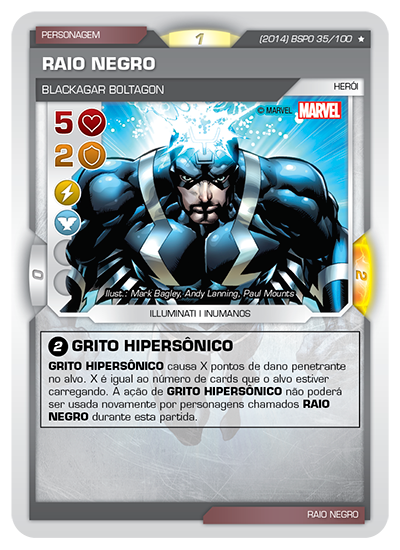 PERSONAGEM
1
(2014) BSPO 35/100 ★
RAIO NEGRO
BLACKAGAR BOLTAGON
HERÓI
5
© MARVEL MARVEL
2
0
2
Ilust.: Mark Bagley, Andy Lanning, Paul Mounts
ILLUMINATI I INUMANOS
2 GRITO HIPERSÔNICO
GRITO HIPERSÔNICO causa X pontos de dano penetrante
no alvo. X é igual ao número de cards que o alvo estiver
carregando. A ação de GRITO HIPERSÔNICO não poderá
ser usada novamente por personagens chamados RAIO
NEGRO durante esta partida.
RAIO NEGRO